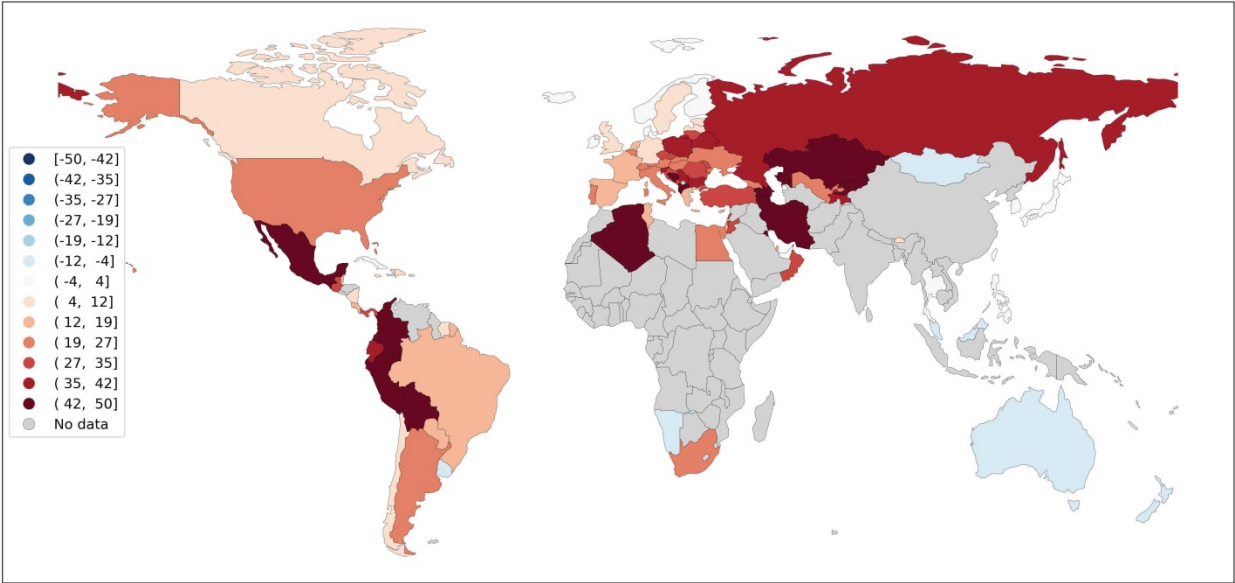 [-50, -42]
(-42, -35]
(-35, -27]
(-27, -19]
(-19, -12]
(-12, -4]
( -4, 4]
( 4, 12]
( 12, 19]
( 19, 27]
( 27, 35]
( 35, 42]
( 42, 50]
No data